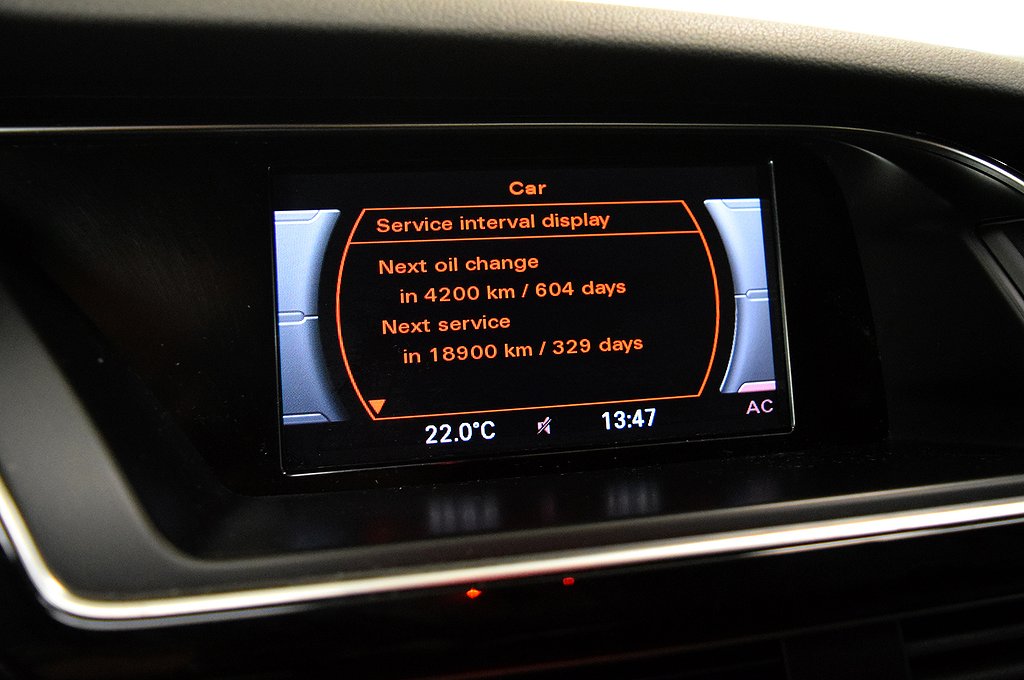 Car
Service interval display
Next oil change
in 4200 km / 604 days
Next service
in 18900 km / 329 days
22.0°C 13:47 AC